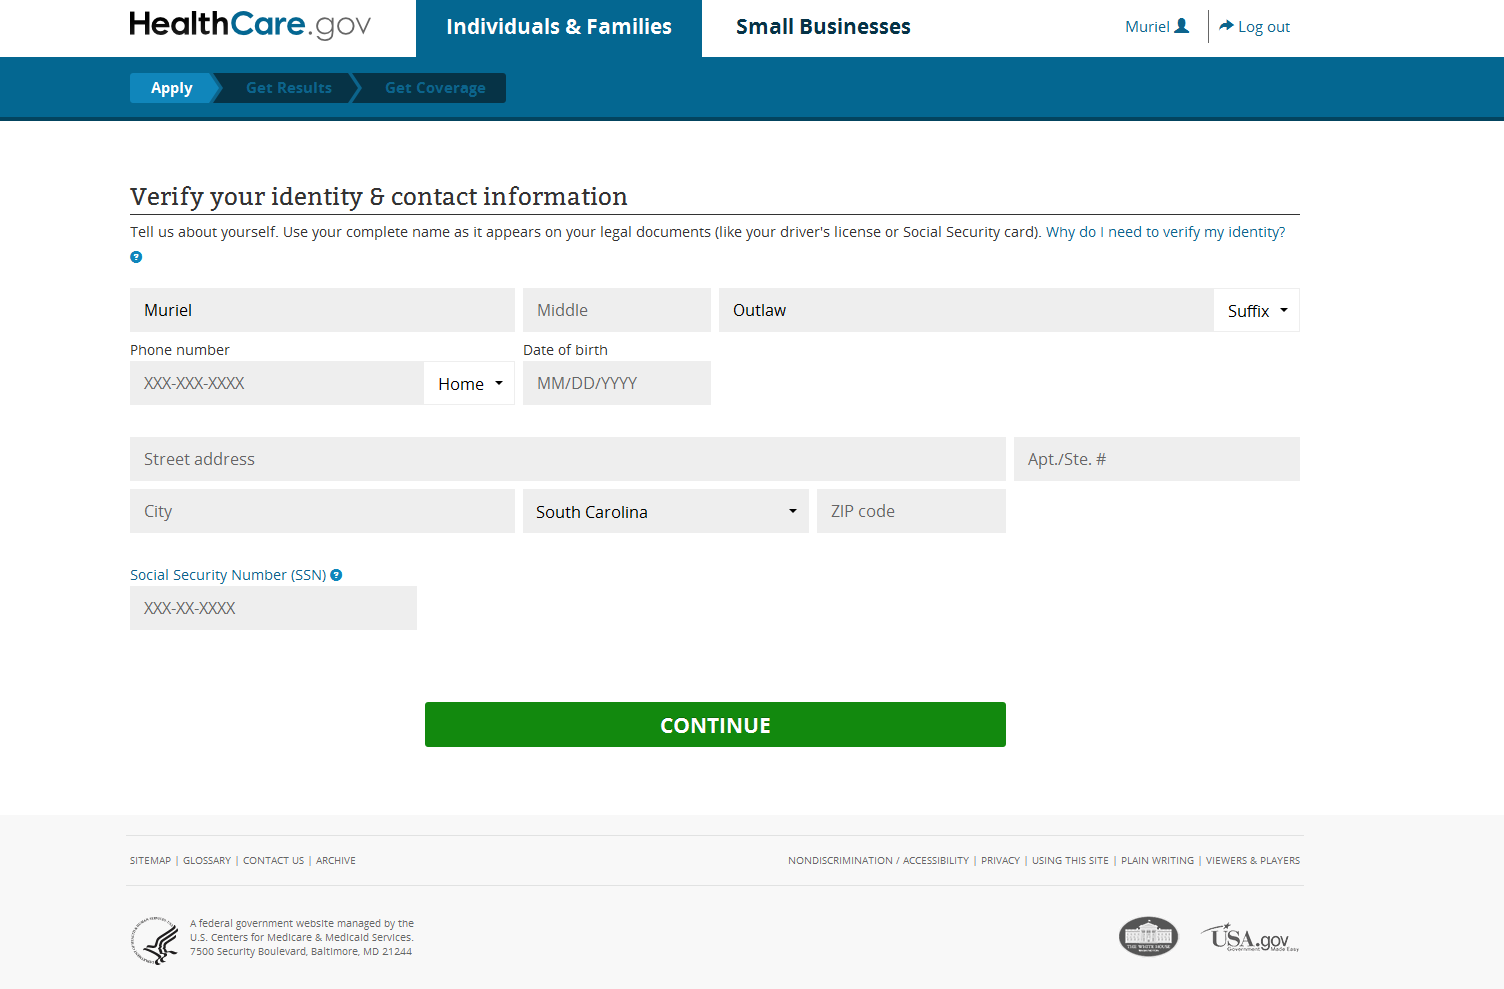 HealthCare.gov
Individuals & Families
Small Businesses
Muriel
Log out
Apply
Get Results
Get Coverage
Verify your identity & contact information
Tell us about yourself. Use your complete name as it appears on your legal documents (like your driver's license or Social Security card). Why do I need to verify my identity?
Muriel
Middle
Outlaw
Suffix
Phone number
Date of birth
XXX-XXX-XXXX
Home
MM/DD/YYYY
Street address
Apt./Ste. #
City
South Carolina
ZIP code
Social Security Number (SSN)
XXX-XX-XXXX
CONTINUE
SITEMAP | GLOSSARY | CONTACT US | ARCHIVE
NONDISCRIMINATION / ACCESSIBILITY | PRIVACY | USING THIS SITE | PLAIN WRITING | VIEWERS & PLAYERS
A federal government website managed by the
U.S. Centers for Medicare & Medicaid Services.
7500 Security Boulevard, Baltimore, MD 21244
THE WHITE HOUSE
WASHINGTON
USA.gov
Government Made Easy